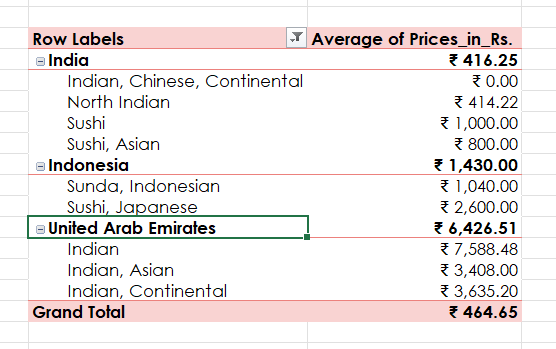 Row Labels Average of Prices_in_Rs.
India ₹ 416.25
Indian, Chinese, Continental ₹ 0.00
North Indian ₹ 414.22
Sushi ₹ 1,000.00
Sushi, Asian ₹ 800.00
Indonesia ₹ 1,430.00
Sunda, Indonesian ₹ 1,040.00
Sushi, Japanese ₹ 2,600.00
United Arab Emirates ₹ 6,426.51
Indian ₹ 7,588.48
Indian, Asian ₹ 3,408.00
Indian, Continental ₹ 3,635.20
Grand Total ₹ 464.65